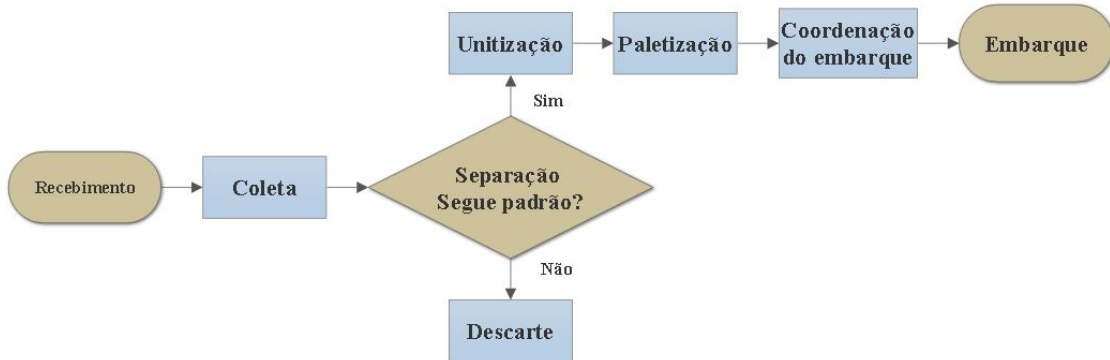 Recebimento
Coleta
Separação
Segue padrão?
Sim
Unitização
Paletização
Coordenação
do embarque
Embarque
Não
Descarte